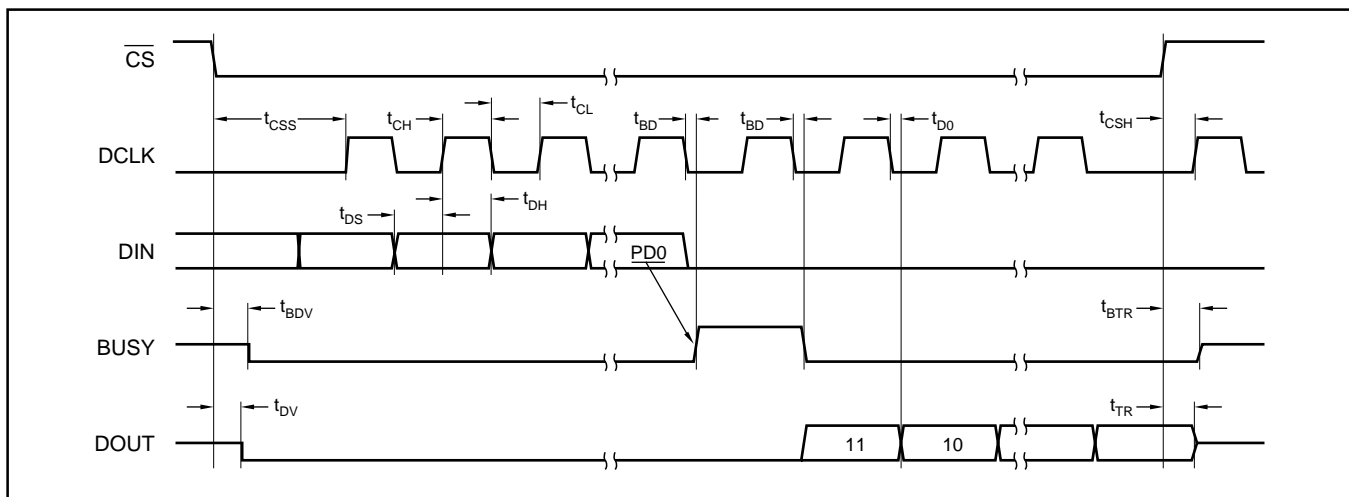 CS
tCSS
tCH
tCL
tBD
tBD
tD0
tCSH
DCLK
tDS
tDH
DIN
PD0
tBDV
tBTR
BUSY
tDV
tTR
DOUT
11
10